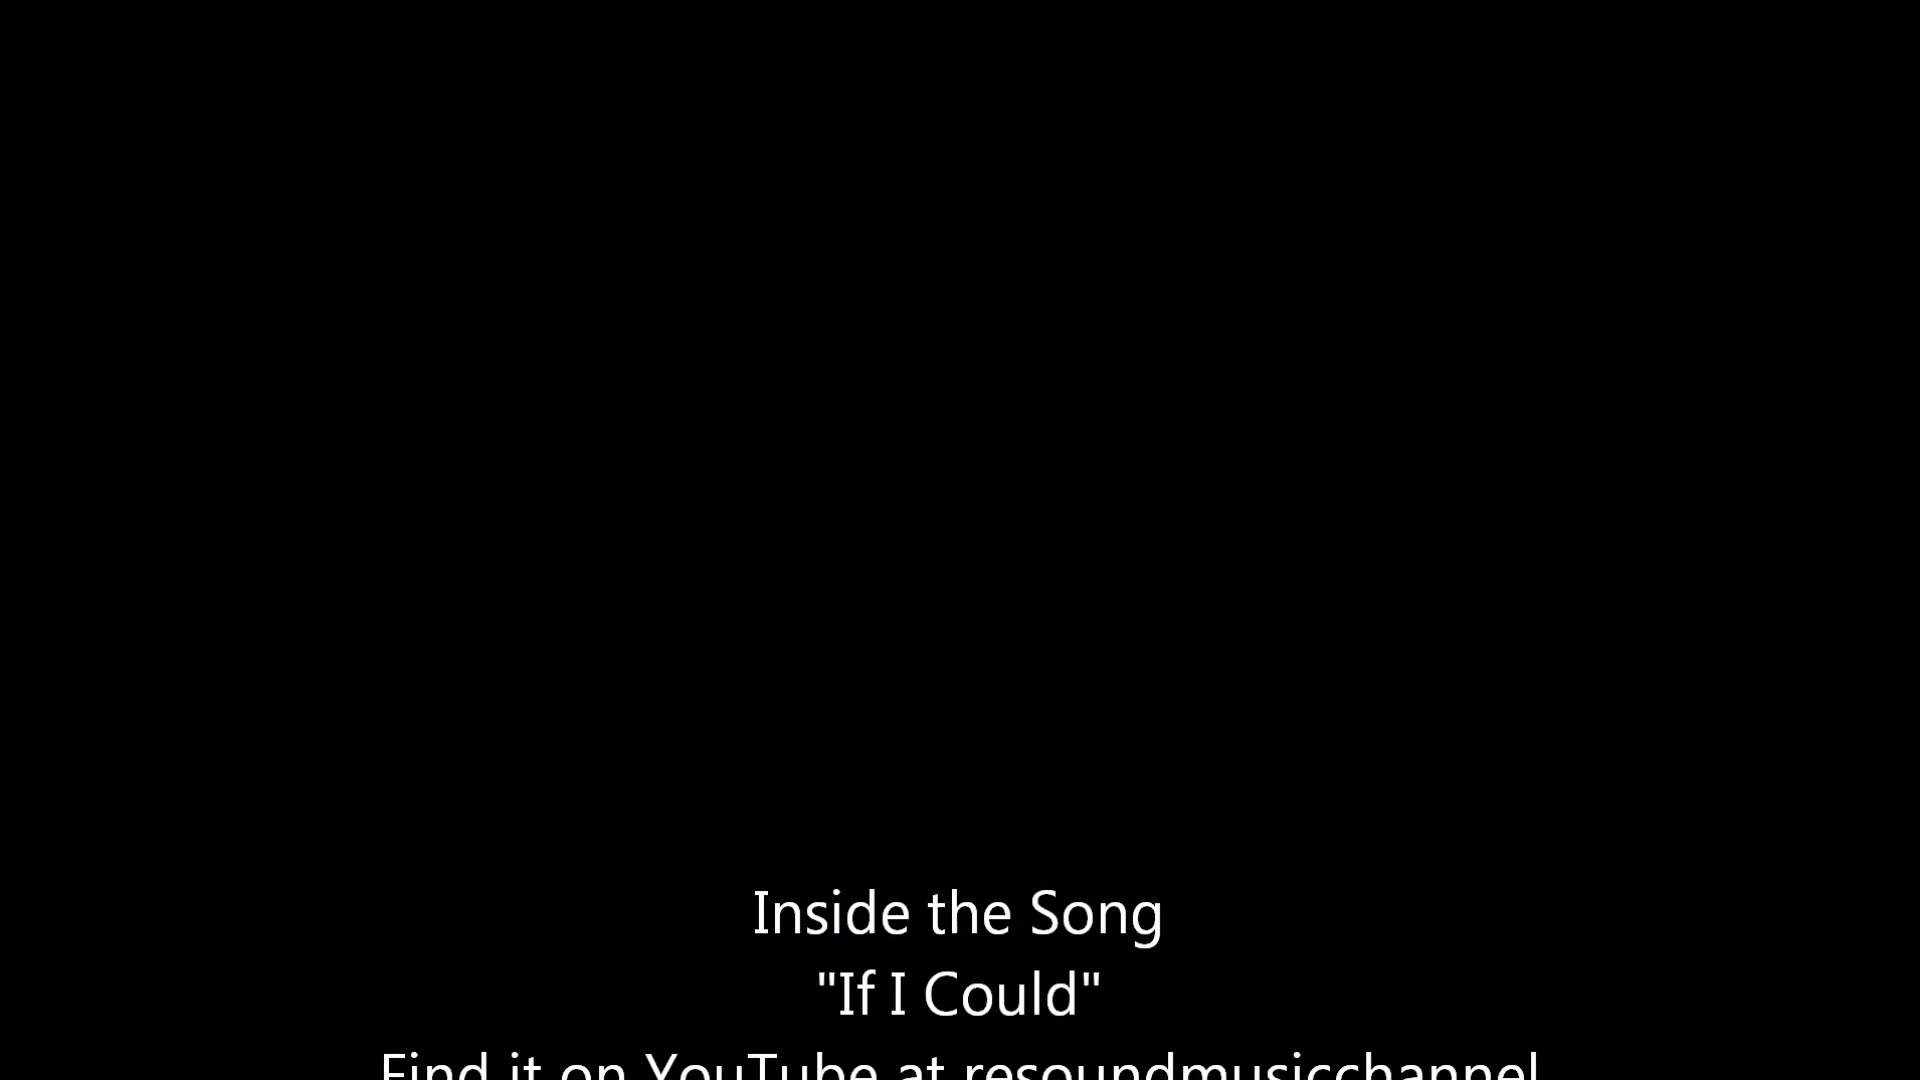 Inside the Song
"If I Could"
Find it on YouTube at resoundmusicchannel